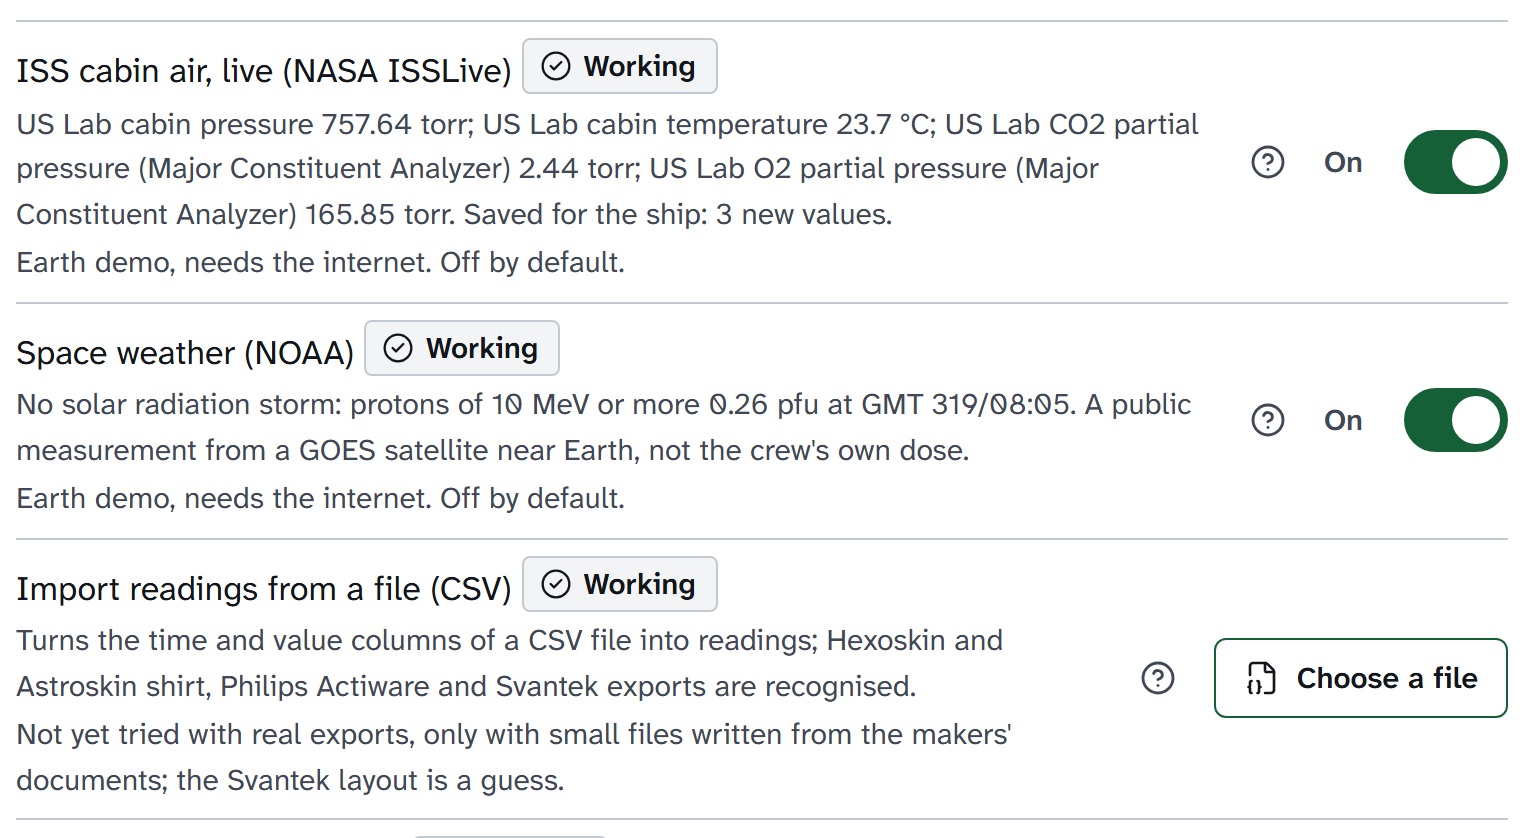 ISS cabin air, live (NASA ISSLive) Working
US Lab cabin pressure 757.64 torr; US Lab cabin temperature 23.7 °C; US Lab CO2 partial
pressure (Major Constituent Analyzer) 2.44 torr; US Lab O2 partial pressure (Major
Constituent Analyzer) 165.85 torr. Saved for the ship: 3 new values.
Earth demo, needs the internet. Off by default.
On
Space weather (NOAA) Working
No solar radiation storm: protons of 10 MeV or more 0.26 pfu at GMT 319/08:05. A public
measurement from a GOES satellite near Earth, not the crew's own dose.
Earth demo, needs the internet. Off by default.
On
Import readings from a file (CSV) Working
Turns the time and value columns of a CSV file into readings; Hexoskin and
Astroskin shirt, Philips Actiware and Svantek exports are recognised.
Not yet tried with real exports, only with small files written from the makers'
documents; the Svantek layout is a guess.
Choose a file